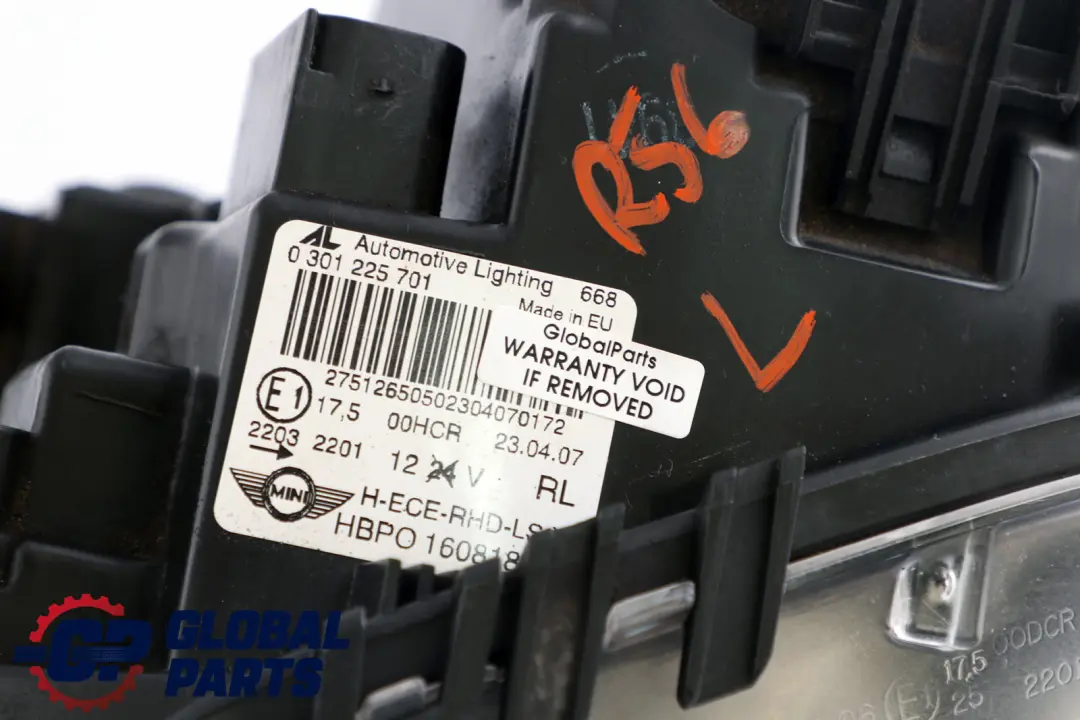 R56
L
AL Automotive Lighting 668
0 301 225 701
Made in EU
GlobalParts
WARRANTY VOID
IF REMOVED
27512650502304070172
E1 17,5 00HCR 23.04.07
2203 2201 12 24 V RL
MINI H-ECE-RHD-LS
HBPO 160818
GP GLOBAL
PARTS
17,5 00DCR
E1 25 2201